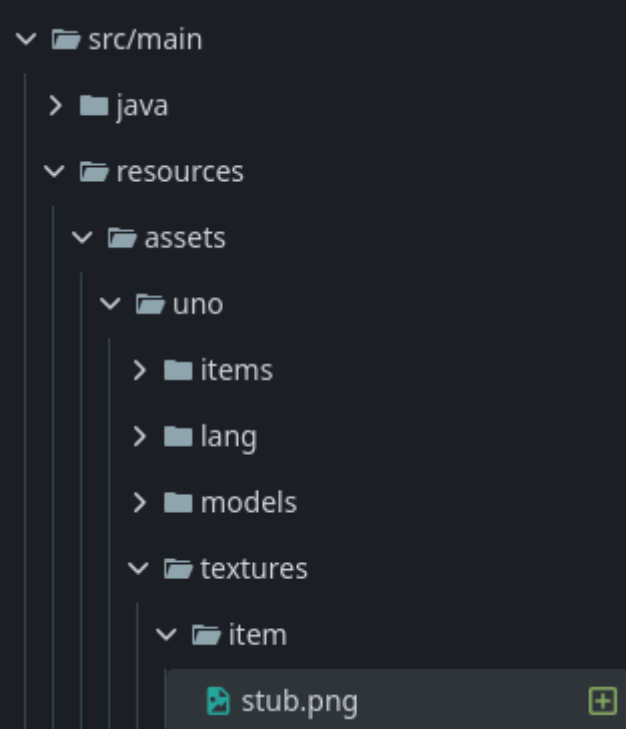 src/main
java
resources
assets
uno
items
lang
models
textures
item
stub.png